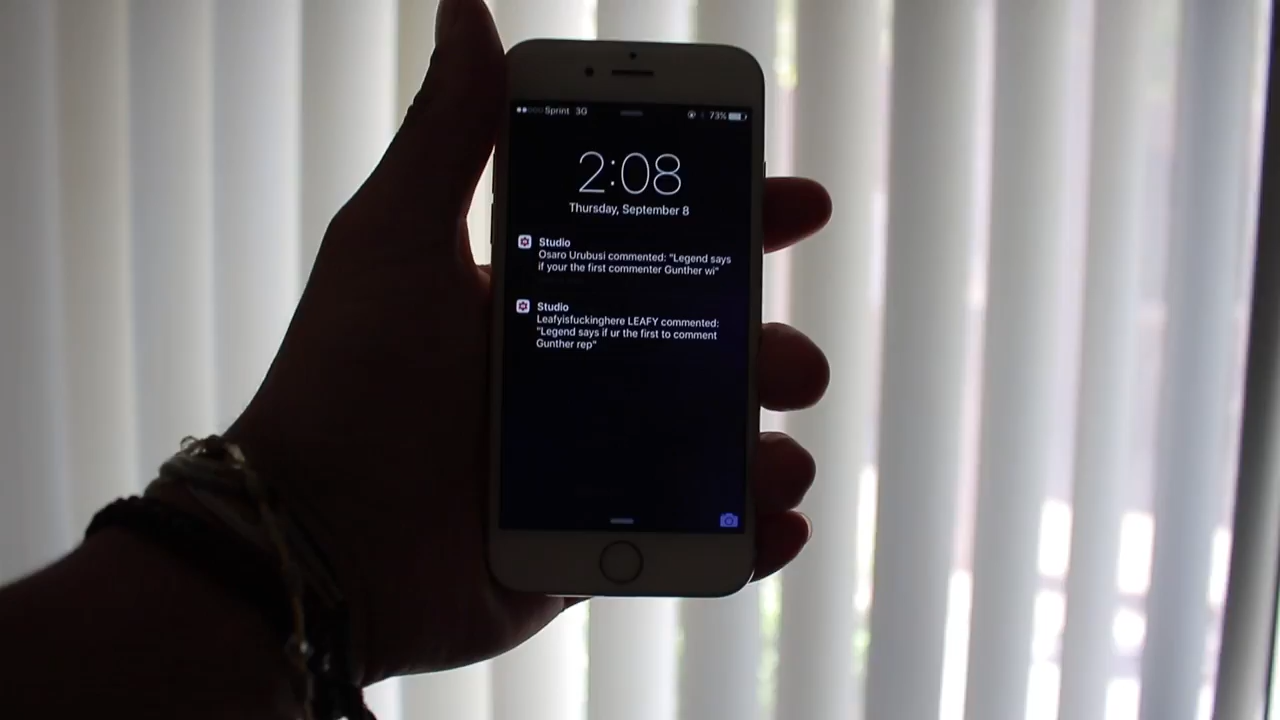 Sprint 3G 73%
2:08
Thursday, September 8
Studio
Osaro Urubusi commented: "Legend says
if your the first commenter Gunther wi"
Studio
Leafyisfuckinghere LEAFY commented:
"Legend says if ur the first to comment
Gunther rep"